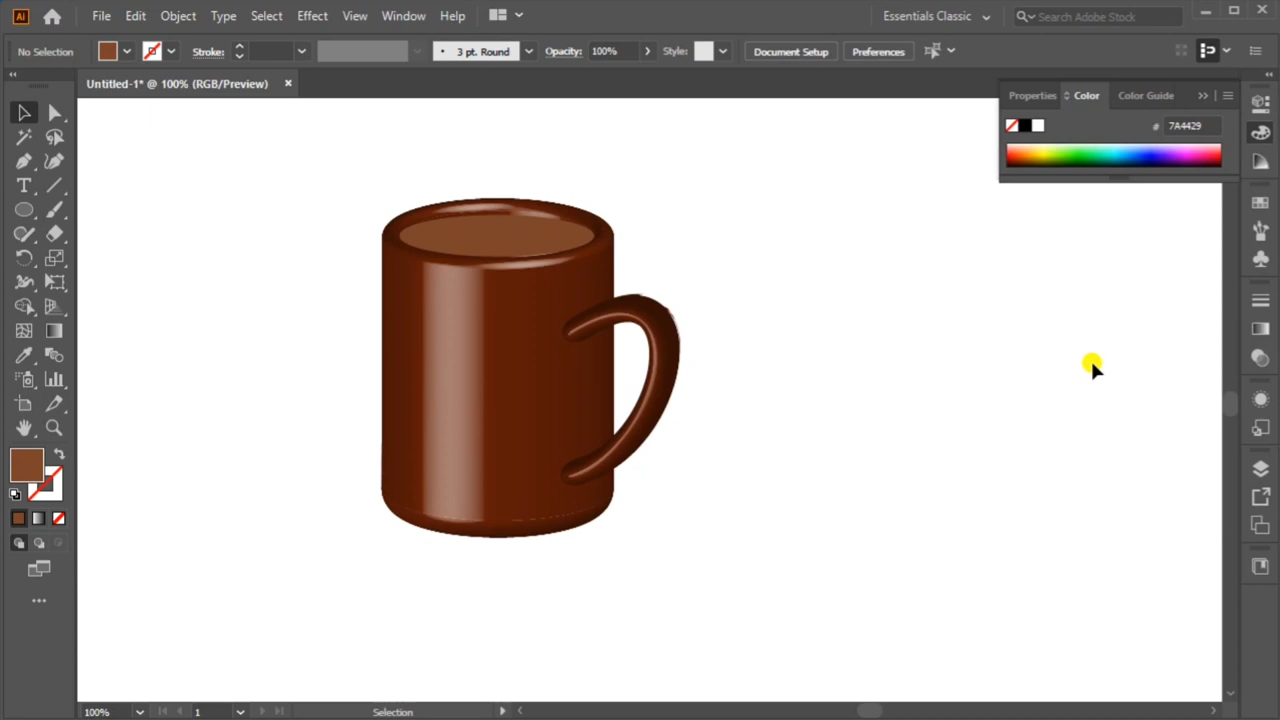 Ai File Edit Object Type Select Effect View Window Help Essentials Classic Search Adobe Stock
No Selection Stroke: 3 pt. Round Opacity: 100% Style: Document Setup Preferences
Untitled-1* @ 100% (RGB/Preview)
Properties Color Color Guide
# 7A4429
T
100% 1 Selection